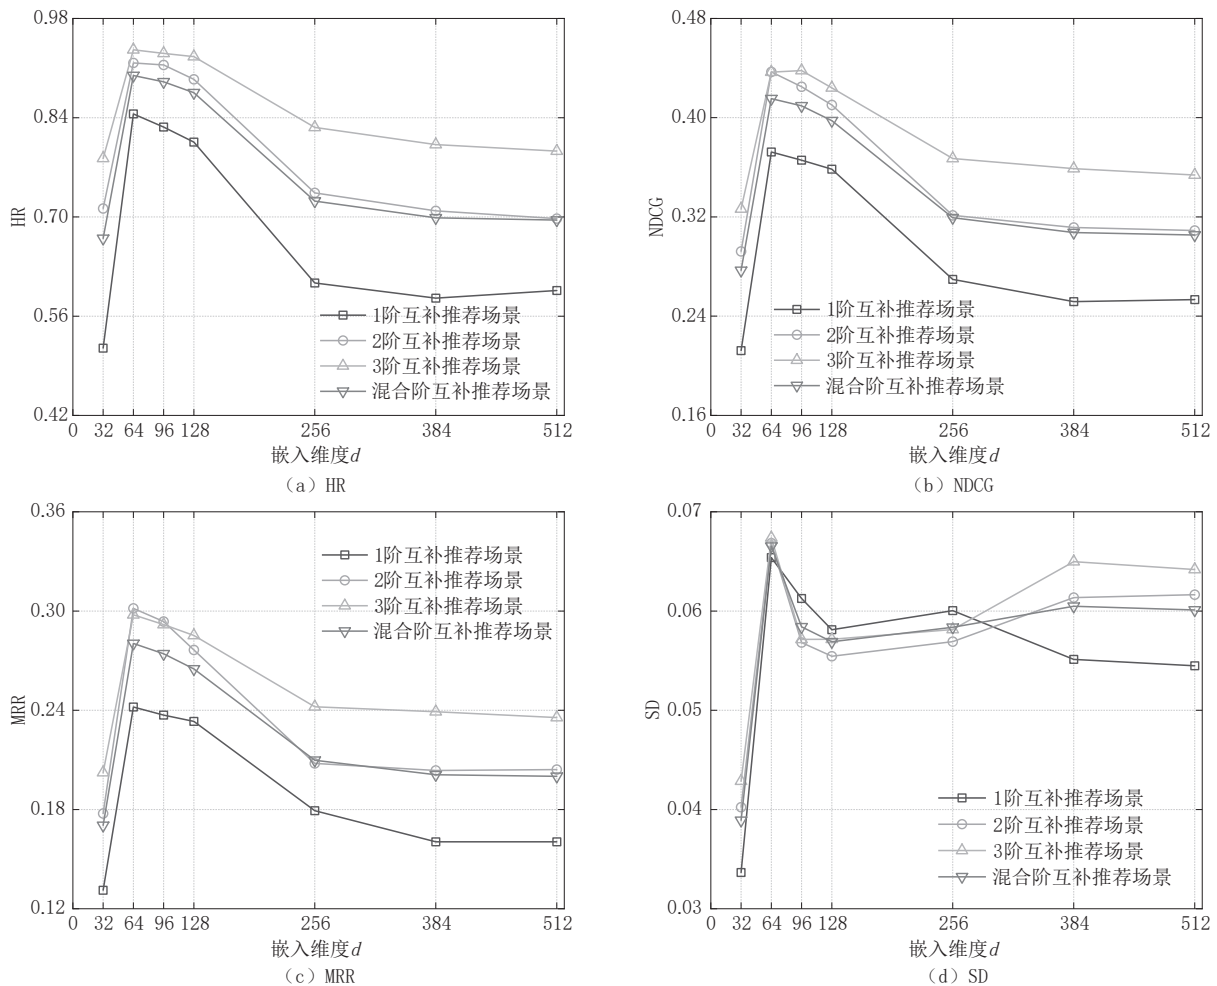 0.98
0.84
0.70
0.56
0.42
HR
1阶互补推荐场景
2阶互补推荐场景
3阶互补推荐场景
混合阶互补推荐场景
0 32 64 96 128 256 384 512
嵌入维度d
(a) HR
0.48
0.40
0.32
0.24
0.16
NDCG
1阶互补推荐场景
2阶互补推荐场景
3阶互补推荐场景
混合阶互补推荐场景
0 32 64 96 128 256 384 512
嵌入维度d
(b) NDCG
0.36
0.30
0.24
0.18
0.12
MRR
1阶互补推荐场景
2阶互补推荐场景
3阶互补推荐场景
混合阶互补推荐场景
0 32 64 96 128 256 384 512
嵌入维度d
(c) MRR
0.07
0.06
0.05
0.04
0.03
SD
1阶互补推荐场景
2阶互补推荐场景
3阶互补推荐场景
混合阶互补推荐场景
0 32 64 96 128 256 384 512
嵌入维度d
(d) SD